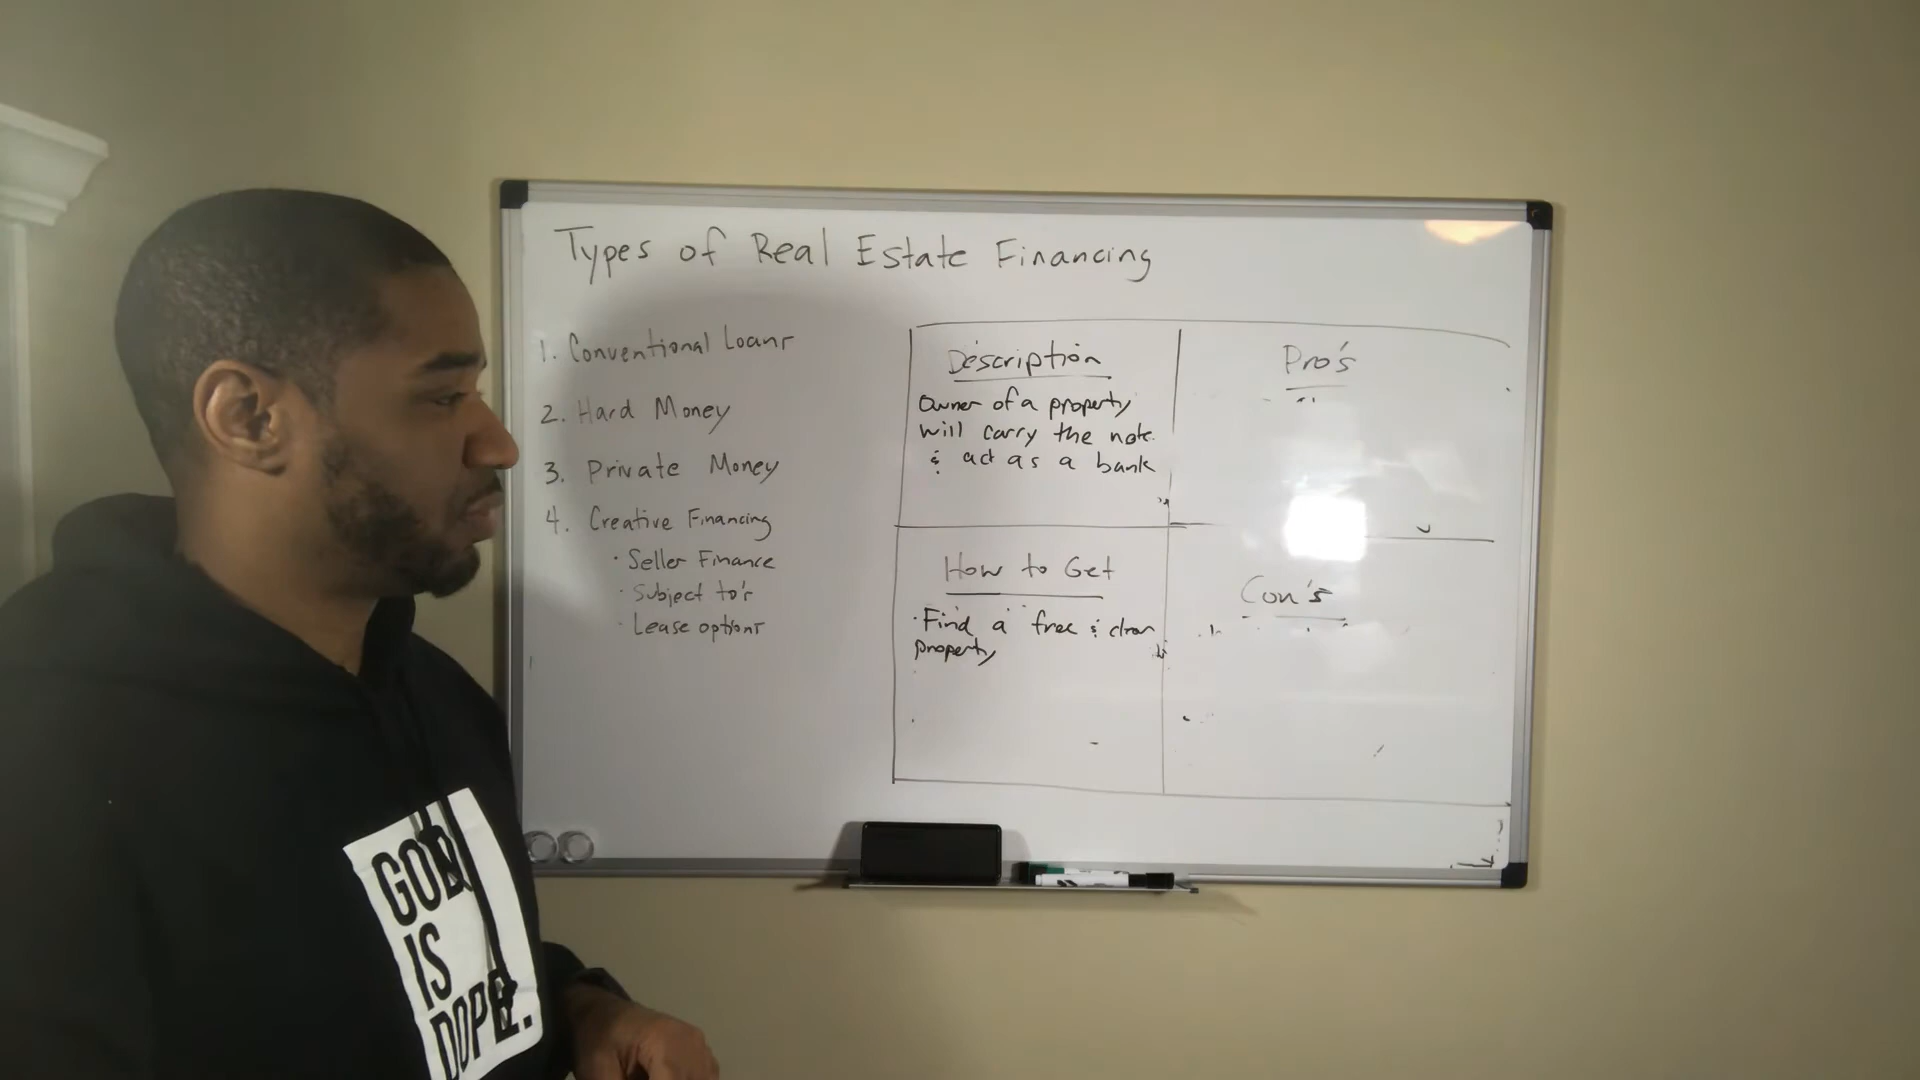 Types of Real Estate Financing
1. Conventional Loans
2. Hard Money
3. Private Money
4. Creative Financing
· Seller Finance
· Subject to's
· Lease options
Description
Owner of a property
will carry the note
& act as a bank
Pro's
How to Get
· Find a free & clear
property
Con's
GOD
IS
DOPE.